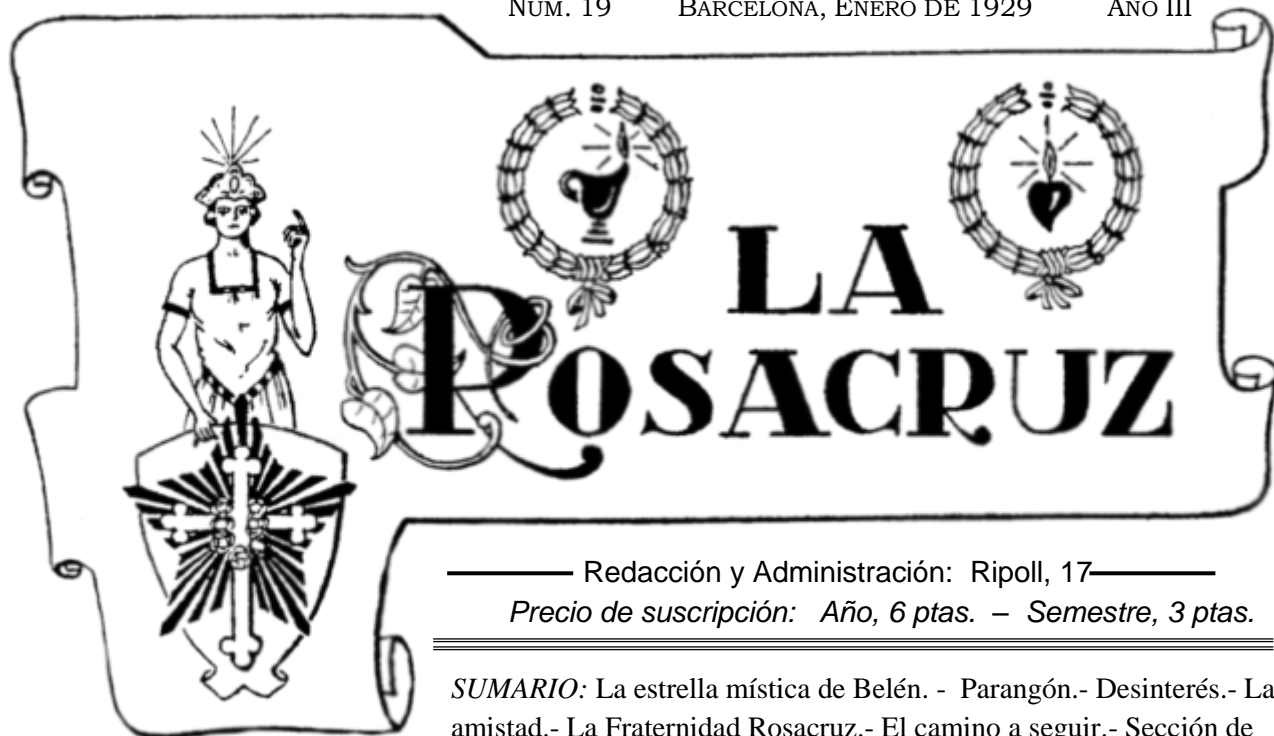 NÚM. 19 BARCELONA, ENERO DE 1929 AÑO III
LA
ROSACRUZ
Redacción y Administración: Ripoll, 17
Precio de suscripción: Año, 6 ptas. – Semestre, 3 ptas.
SUMARIO: La estrella mística de Belén. - Parangón.- Desinterés.- La
amistad.- La Fraternidad Rosacruz.- El camino a seguir.- Sección de